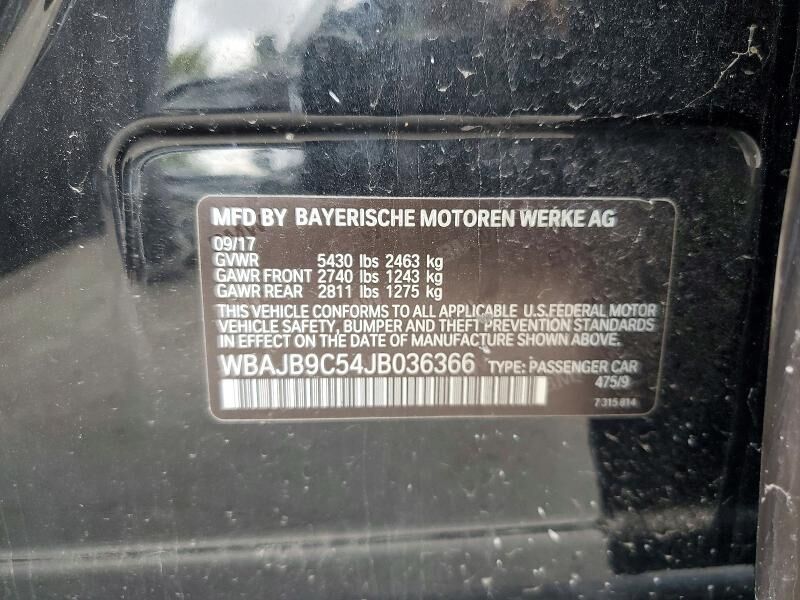 MFD BY BAYERISCHE MOTOREN WERKE AG
09/17
GVWR 5430 lbs 2463 kg
GAWR FRONT 2740 lbs 1243 kg
GAWR REAR 2811 lbs 1275 kg
THIS VEHICLE CONFORMS TO ALL APPLICABLE U.S.FEDERAL MOTOR
VEHICLE SAFETY, BUMPER AND THEFT PREVENTION STANDARDS
IN EFFECT ON THE DATE OF MANUFACTURE SHOWN ABOVE.
WBAJB9C54JB036366 TYPE: PASSENGER CAR
475/9
7 315 814